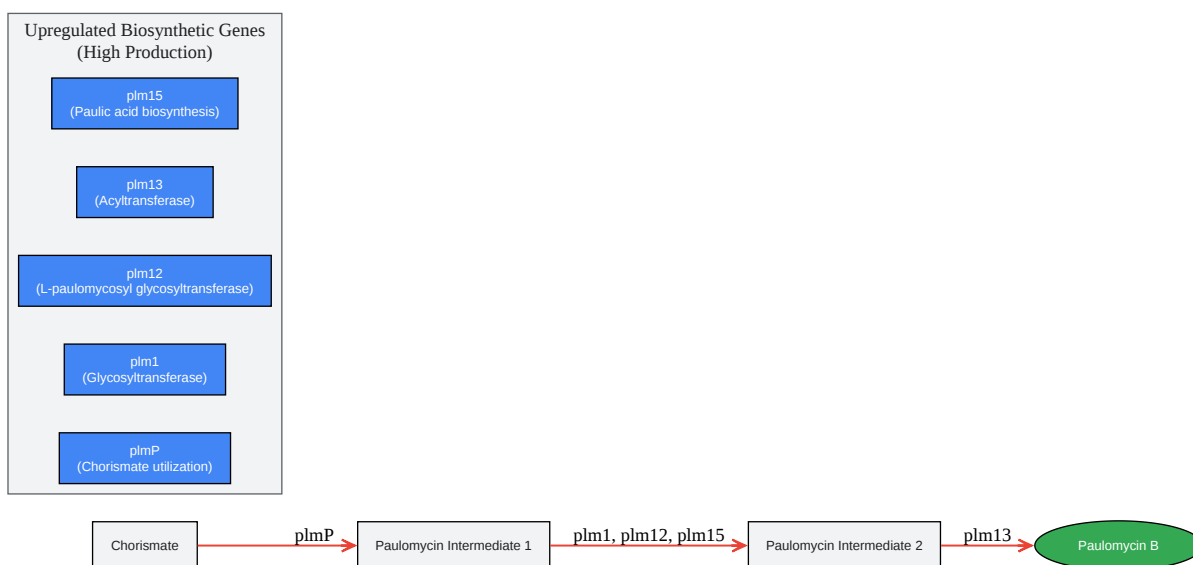 Upregulated Biosynthetic Genes
(High Production)
plm15
(Paulic acid biosynthesis)
plm13
(Acyltransferase)
plm12
(L-paulomycosyl glycosyltransferase)
plm1
(Glycosyltransferase)
plmP
(Chorismate utilization)
Chorismate
plmP
Paulomycin Intermediate 1
plm1, plm12, plm15
Paulomycin Intermediate 2
plm13
Paulomycin B